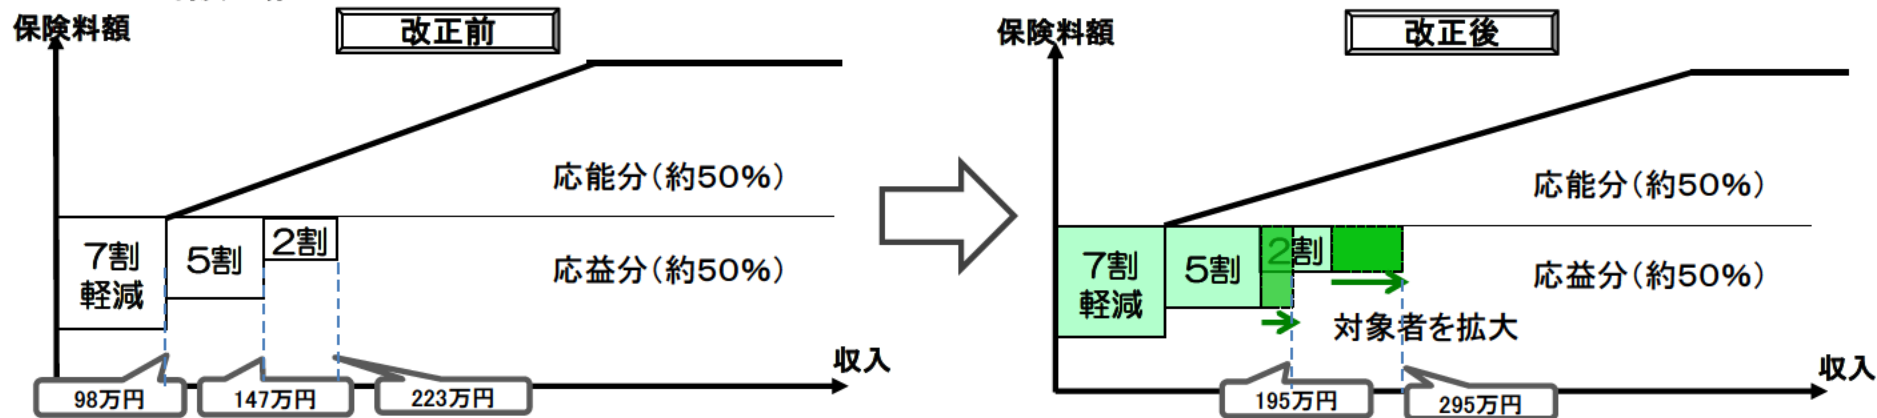 保険料額
改正前
応能分(約50%)
7割
軽減
5割
2割
応益分(約50%)
収入
98万円
147万円
223万円
保険料額
改正後
応能分(約50%)
7割
軽減
5割
2割
応益分(約50%)
対象者を拡大
収入
195万円
295万円